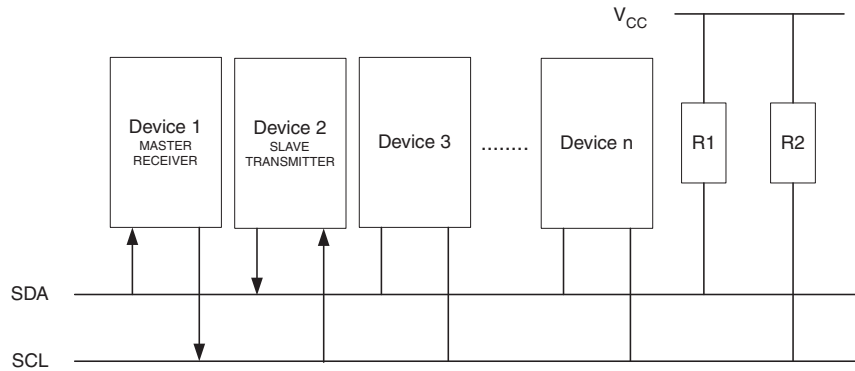 VCC
Device 1
MASTER
RECEIVER
Device 2
SLAVE
TRANSMITTER
Device 3
........
Device n
R1
R2
SDA
SCL